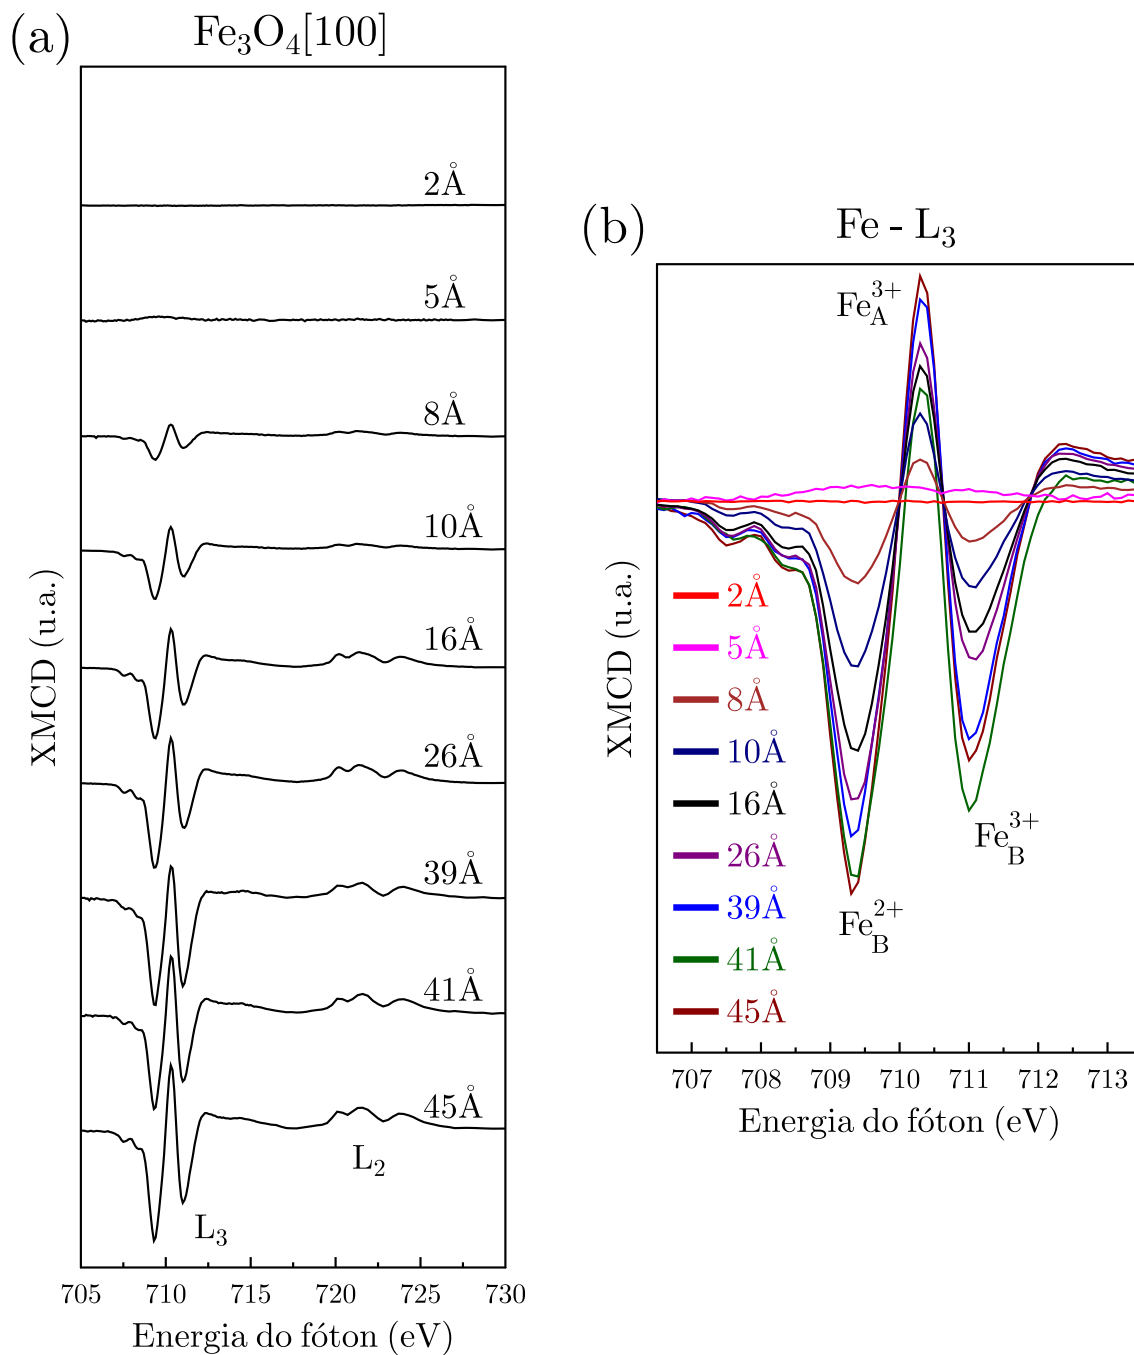 (a)
Fe₃O₄[100]
2Å
5Å
8Å
10Å
16Å
26Å
39Å
41Å
45Å
L₂
L₃
XMCD (u.a.)
705 710 715 720 725 730
Energia do fóton (eV)
(b)
Fe - L₃
Fe³⁺A
Fe³⁺B
Fe²⁺B
2Å
5Å
8Å
10Å
16Å
26Å
39Å
41Å
45Å
XMCD (u.a.)
707 708 709 710 711 712 713
Energia do fóton (eV)